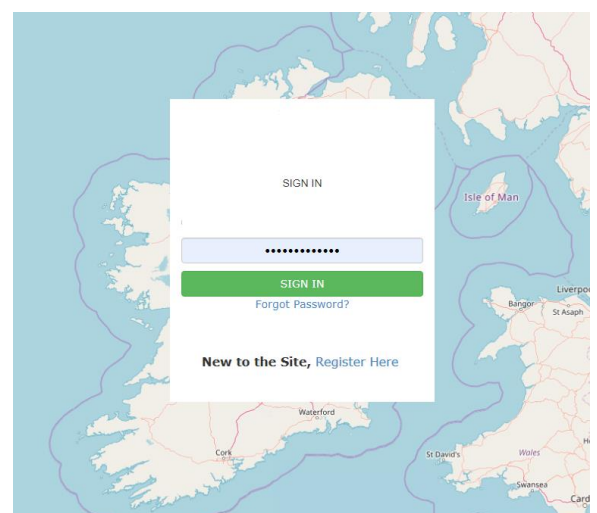 SIGN IN
Isle of Man
•••••••••••••
SIGN IN
Forgot Password?
Liverpoo
Bangor
St Asaph
New to the Site, Register Here
Waterford
Cork
St David's
Wales
Swansea
Card